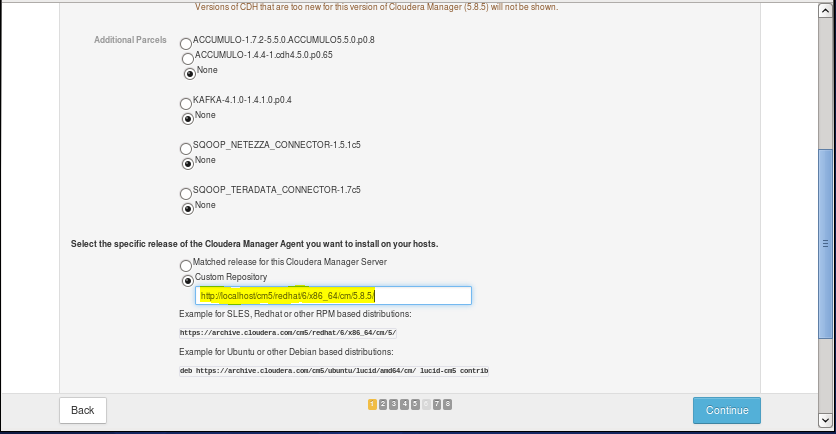 Versions of CDH that are too new for this version of Cloudera Manager (5.8.5) will not be shown.
Additional Parcels
ACCUMULO-1.7.2-5.5.0.ACCUMULO5.5.0.p0.8
ACCUMULO-1.4.4-1.cdh4.5.0.p0.65
None
KAFKA-4.1.0-1.4.1.0.p0.4
None
SQOOP_NETEZZA_CONNECTOR-1.5.1c5
None
SQOOP_TERADATA_CONNECTOR-1.7c5
None
Select the specific release of the Cloudera Manager Agent you want to install on your hosts.
Matched release for this Cloudera Manager Server
Custom Repository
http://localhost/cm5/redhat/6/x86_64/cm/5.8.5/
Example for SLES, Redhat or other RPM based distributions:
https://archive.cloudera.com/cm5/redhat/6/x86_64/cm/5/
Example for Ubuntu or other Debian based distributions:
deb https://archive.cloudera.com/cm5/ubuntu/lucid/amd64/cm/ lucid-cm5 contrib
Back
1 2 3 4 5 6 7 8
Continue